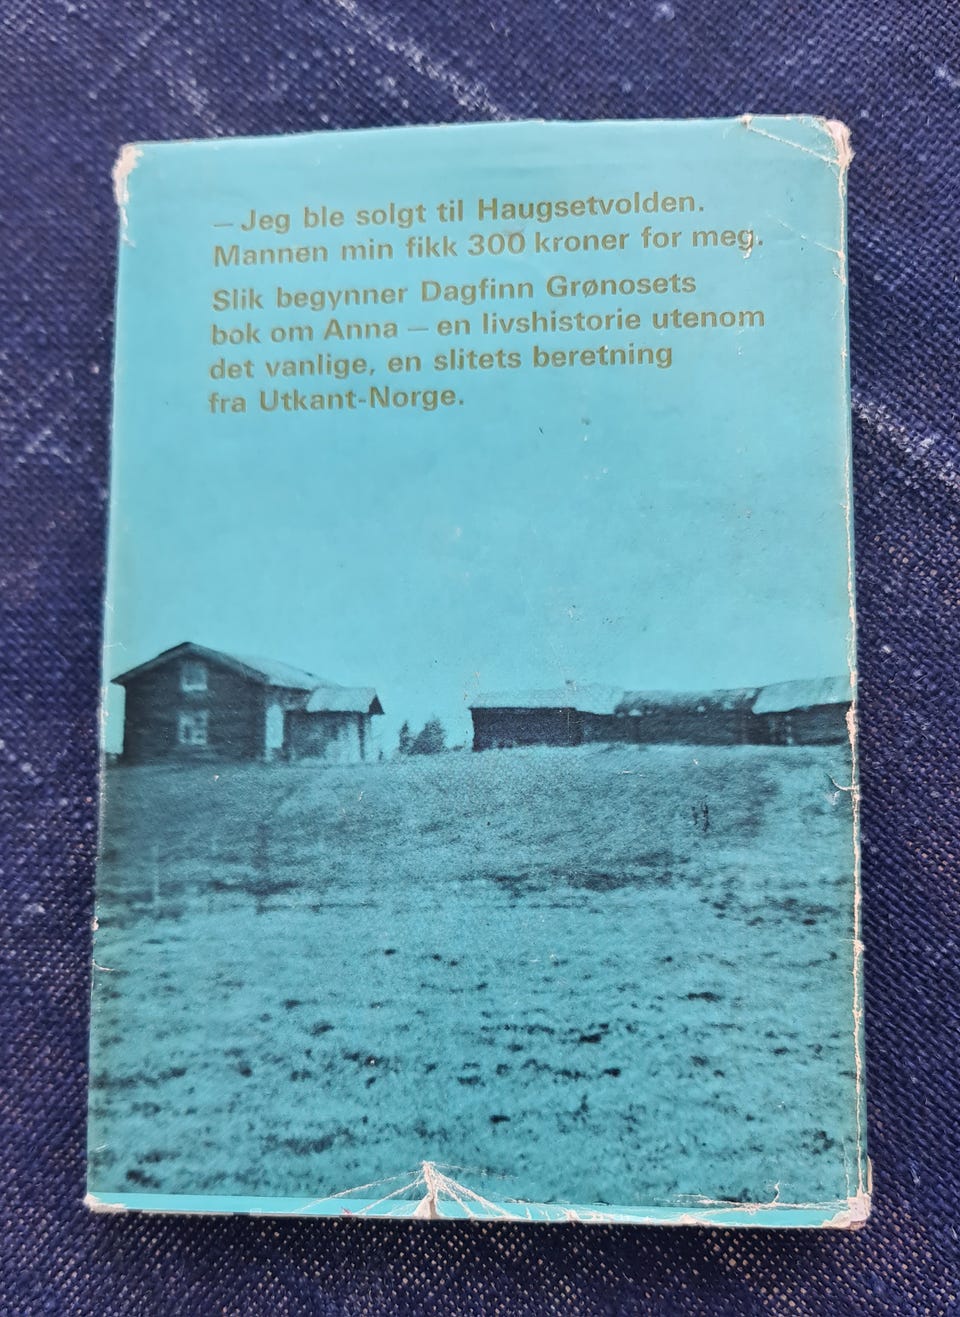 – Jeg ble solgt til Haugsetvolden.
Mannen min fikk 300 kroner for meg.
Slik begynner Dagfinn Grønosets
bok om Anna – en livshistorie utenom
det vanlige, en slitets beretning
fra Utkant-Norge.